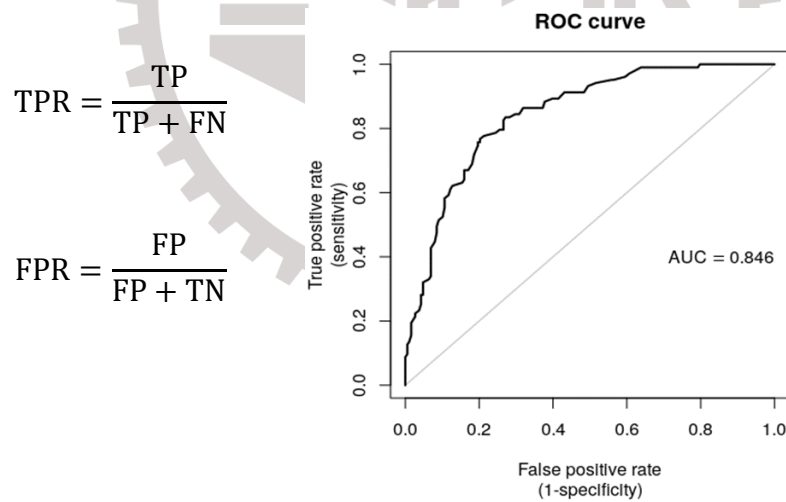 TPR = TP / TP + FN
FPR = FP / FP + TN
ROC curve
True positive rate
(sensitivity)
1.0
0.8
0.6
0.4
0.2
0.0
AUC = 0.846
0.0 0.2 0.4 0.6 0.8 1.0
False positive rate
(1-specificity)